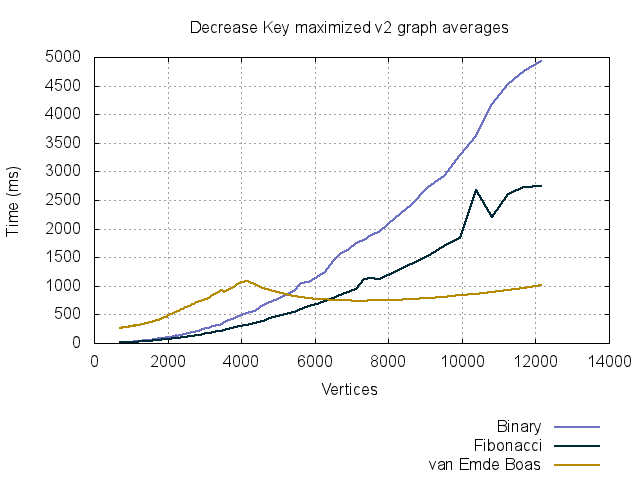 Decrease Key maximized v2 graph averages
5000
4500
4000
3500
3000
2500
2000
1500
1000
500
0
Time (ms)
0 2000 4000 6000 8000 10000 12000 14000
Vertices
Binary
Fibonacci
van Emde Boas